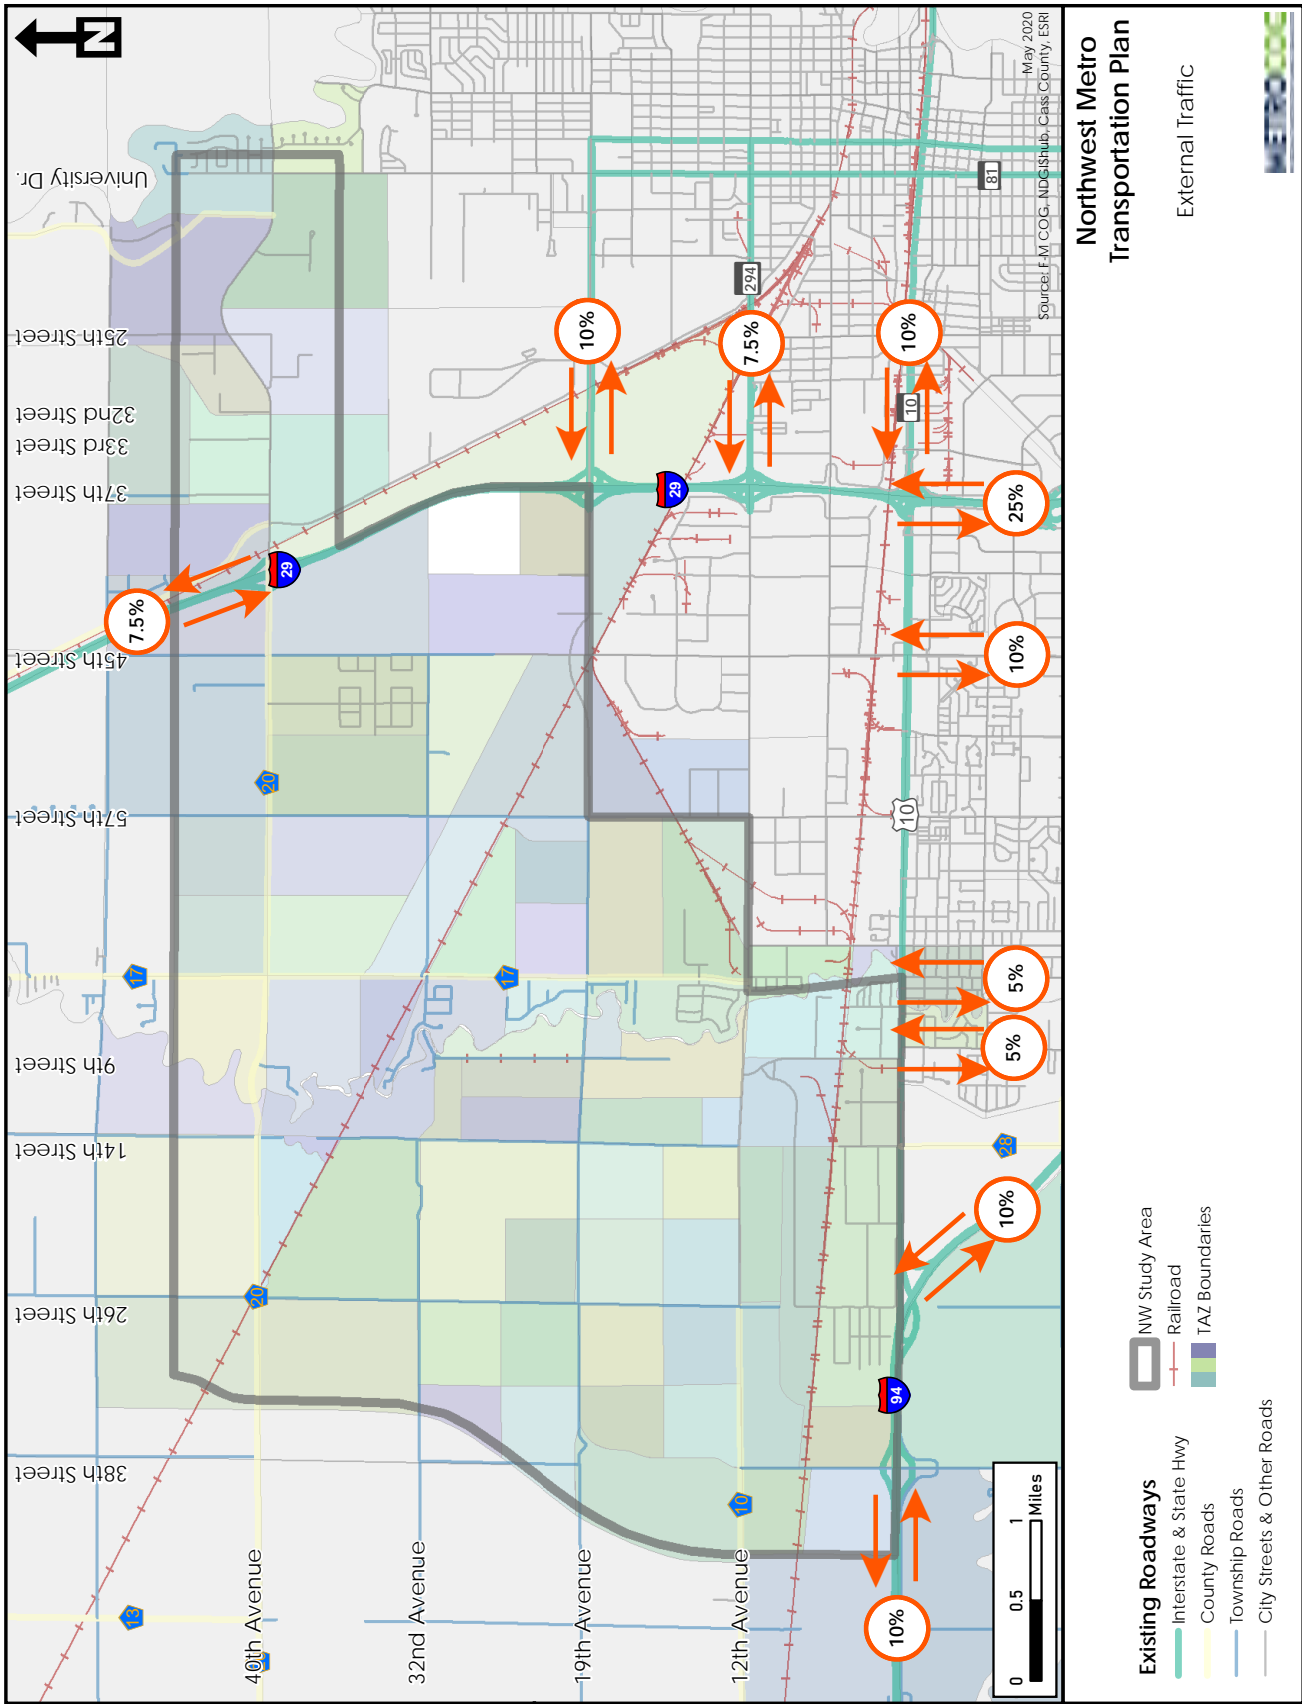 N
University Dr.
25th Street
32nd Street
33rd Street
37th Street
45th Street
57th Street
9th Street
14th Street
26th Street
38th Street
40th Avenue
32nd Avenue
19th Avenue
12th Avenue
7.5%
10%
7.5%
10%
25%
10%
5%
5%
10%
10%
29
29
94
294
10
81
10
20
20
17
17
28
10
13
0 0.5 1
Miles
May 2020
Source: F-M COG, NDGIShub, Cass County, ESRI
Existing Roadways
Interstate & State Hwy
County Roads
Township Roads
City Streets & Other Roads
NW Study Area
Railroad
TAZ Boundaries
Northwest Metro
Transportation Plan
External Traffic
METROCOG